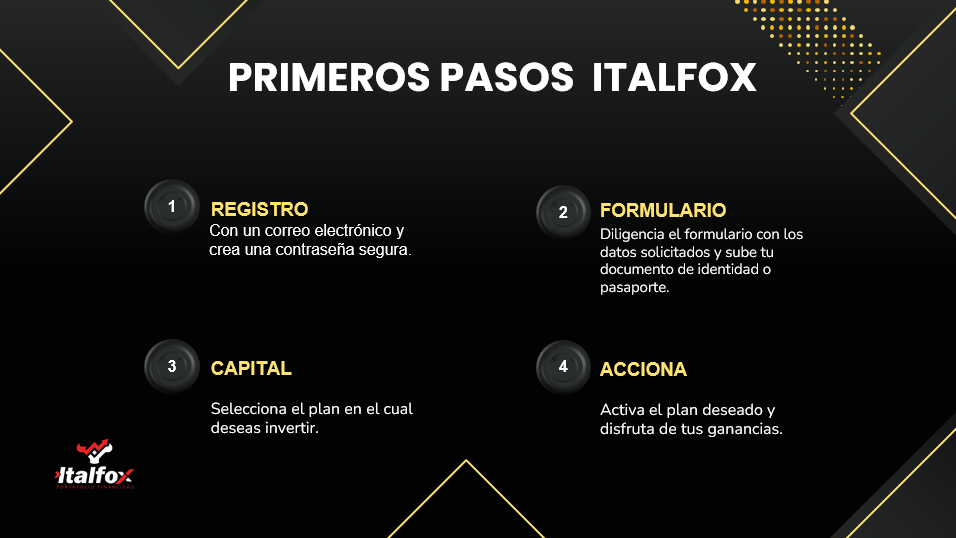 PRIMEROS PASOS ITALFOX
1
REGISTRO
Con un correo electrónico y
crea una contraseña segura.
2
FORMULARIO
Diligencia el formulario con los
datos solicitados y sube tu
documento de identidad o
pasaporte.
3
CAPITAL
Selecciona el plan en el cual
deseas invertir.
4
ACCIONA
Activa el plan deseado y
disfruta de tus ganancias.
Italfox
PORTAFOLIO FINANCIERO